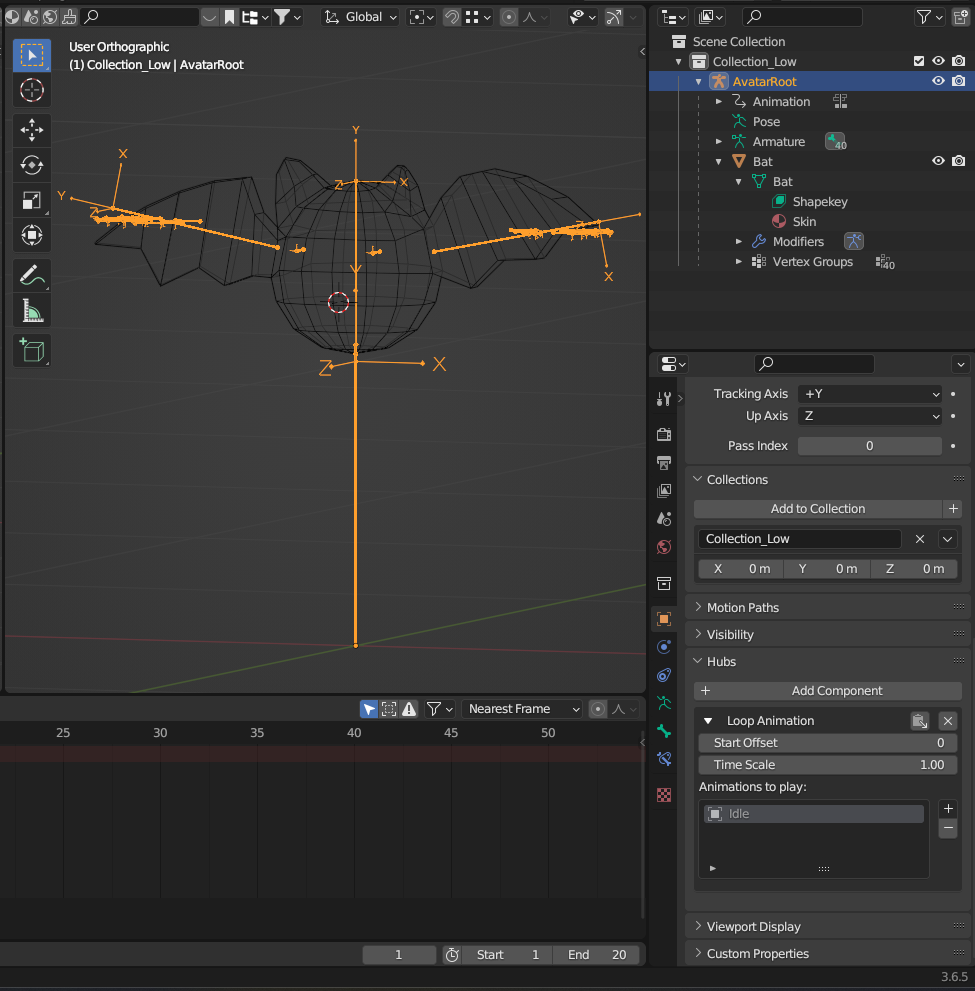 Global
User Orthographic
(1) Collection_Low | AvatarRoot
Y
X
Z
X
Y
Z
Z
X
Y
Z
X
Scene Collection
Collection_Low
AvatarRoot
Animation
Pose
Armature
40
Bat
Bat
Shapekey
Skin
Modifiers
Vertex Groups
40
Tracking Axis +Y
Up Axis Z
Pass Index 0
Collections
Add to Collection
Collection_Low
X 0 m Y 0 m Z 0 m
Motion Paths
Visibility
Hubs
Add Component
Loop Animation
Start Offset 0
Time Scale 1.00
Animations to play:
Idle
Viewport Display
Custom Properties
Nearest Frame
25 30 35 40 45 50
1 Start 1 End 20
3.6.5